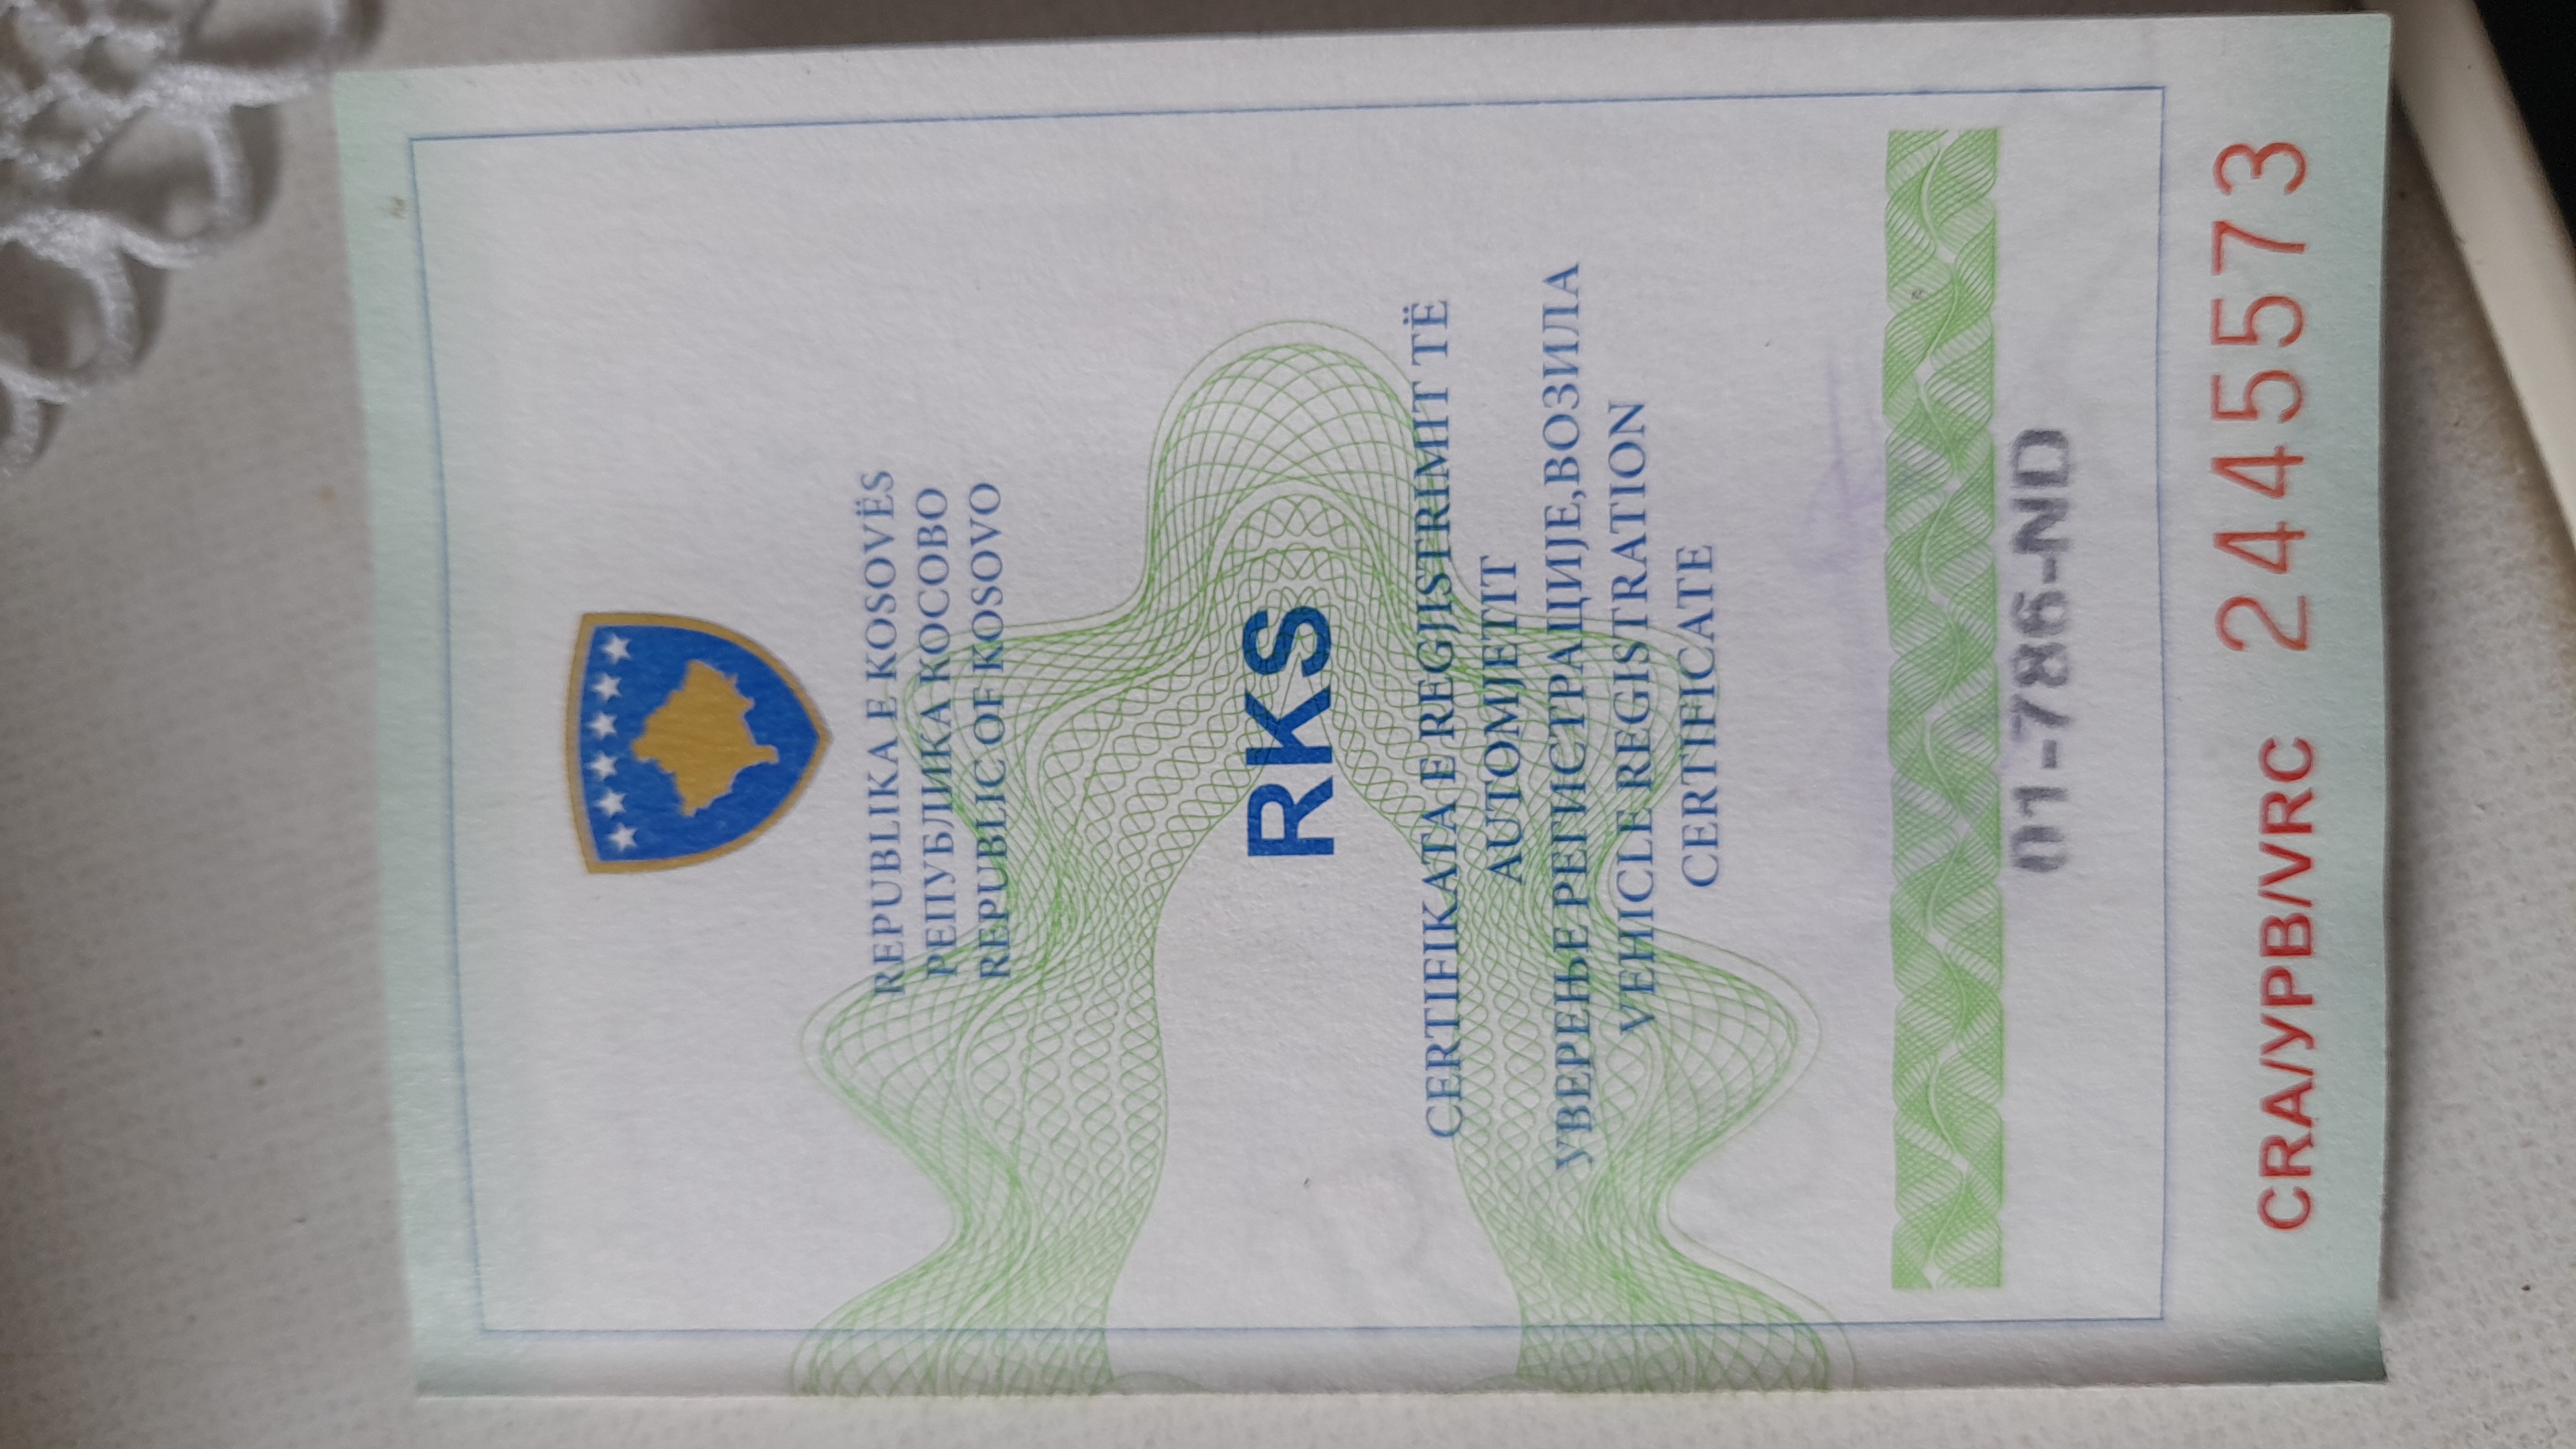 REPUBLIKA E KOSOVËS
РЕПУБЛИКА КОСОВО
REPUBLIC OF KOSOVO
RKS
CERTIFIKATA E REGJISTRIMIT TË
AUTOMJETIT
УВЕРЕЊЕ РЕГИСТРАЦИЈЕ,ВОЗИЛА
VEHICLE REGISTRATION
CERTIFICATE
01-786-ND
CRA/УРВ/VRC 2445573